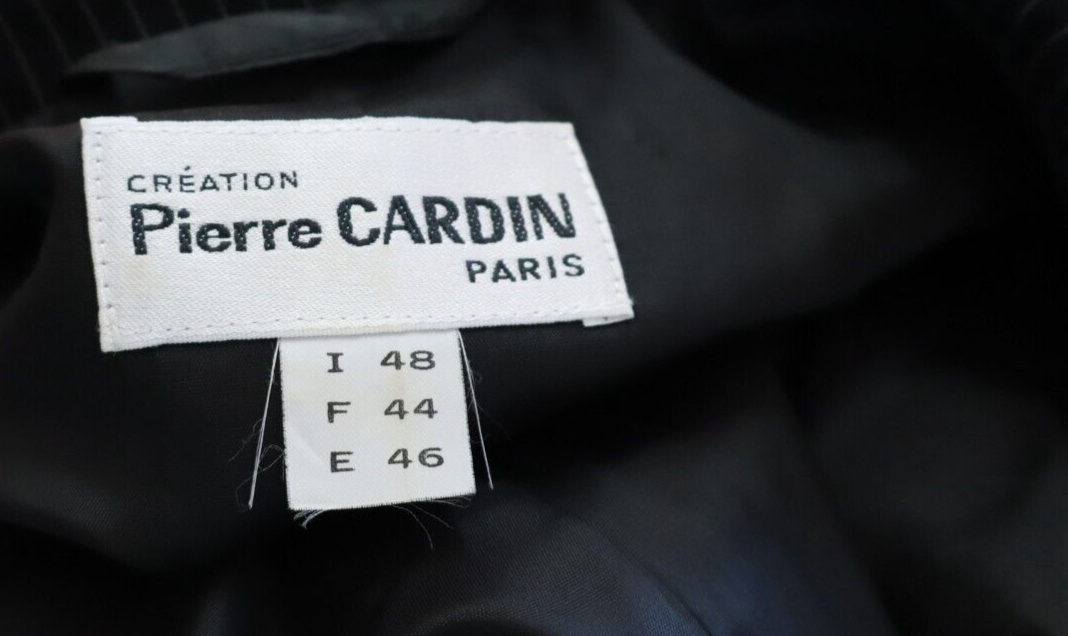 CRÉATION
Pierre CARDIN
PARIS
I 48
F 44
E 46